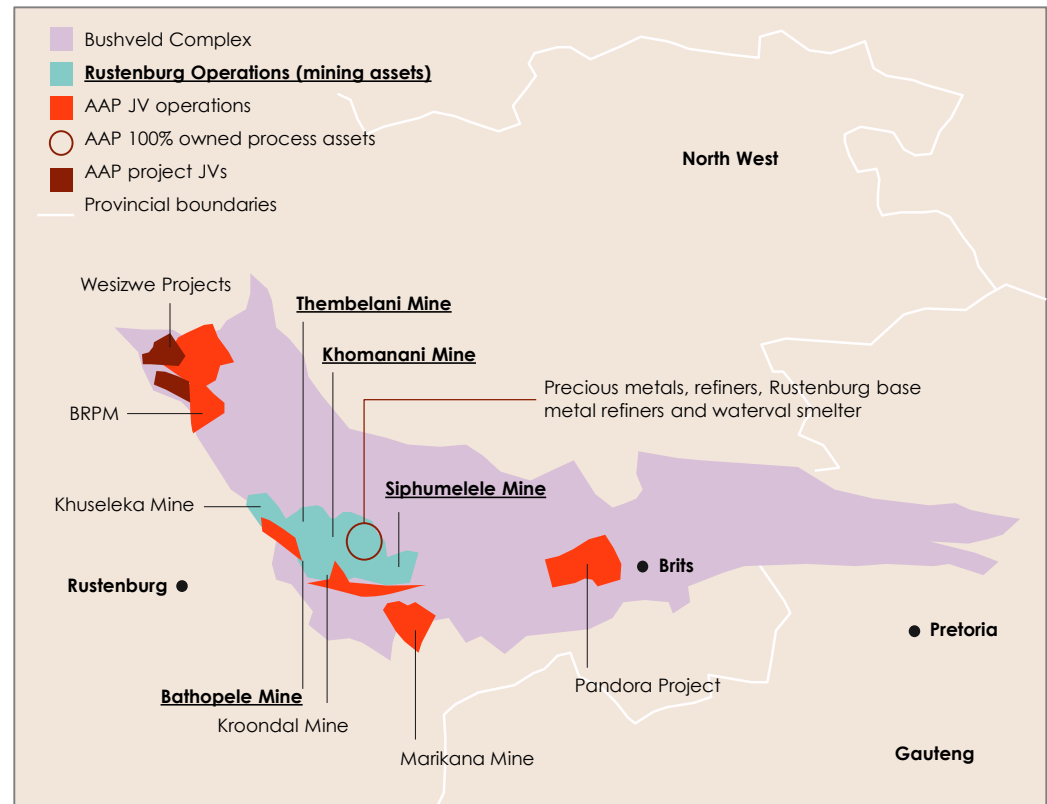 Bushveld Complex
Rustenburg Operations (mining assets)
AAP JV operations
AAP 100% owned process assets
AAP project JVs
Provincial boundaries
North West
Wesizwe Projects
Thembelani Mine
Khomanani Mine
Precious metals, refiners, Rustenburg base
metal refiners and waterval smelter
BRPM
Siphumelele Mine
Khuseleka Mine
Rustenburg
Brits
Pretoria
Pandora Project
Bathopele Mine
Kroondal Mine
Marikana Mine
Gauteng